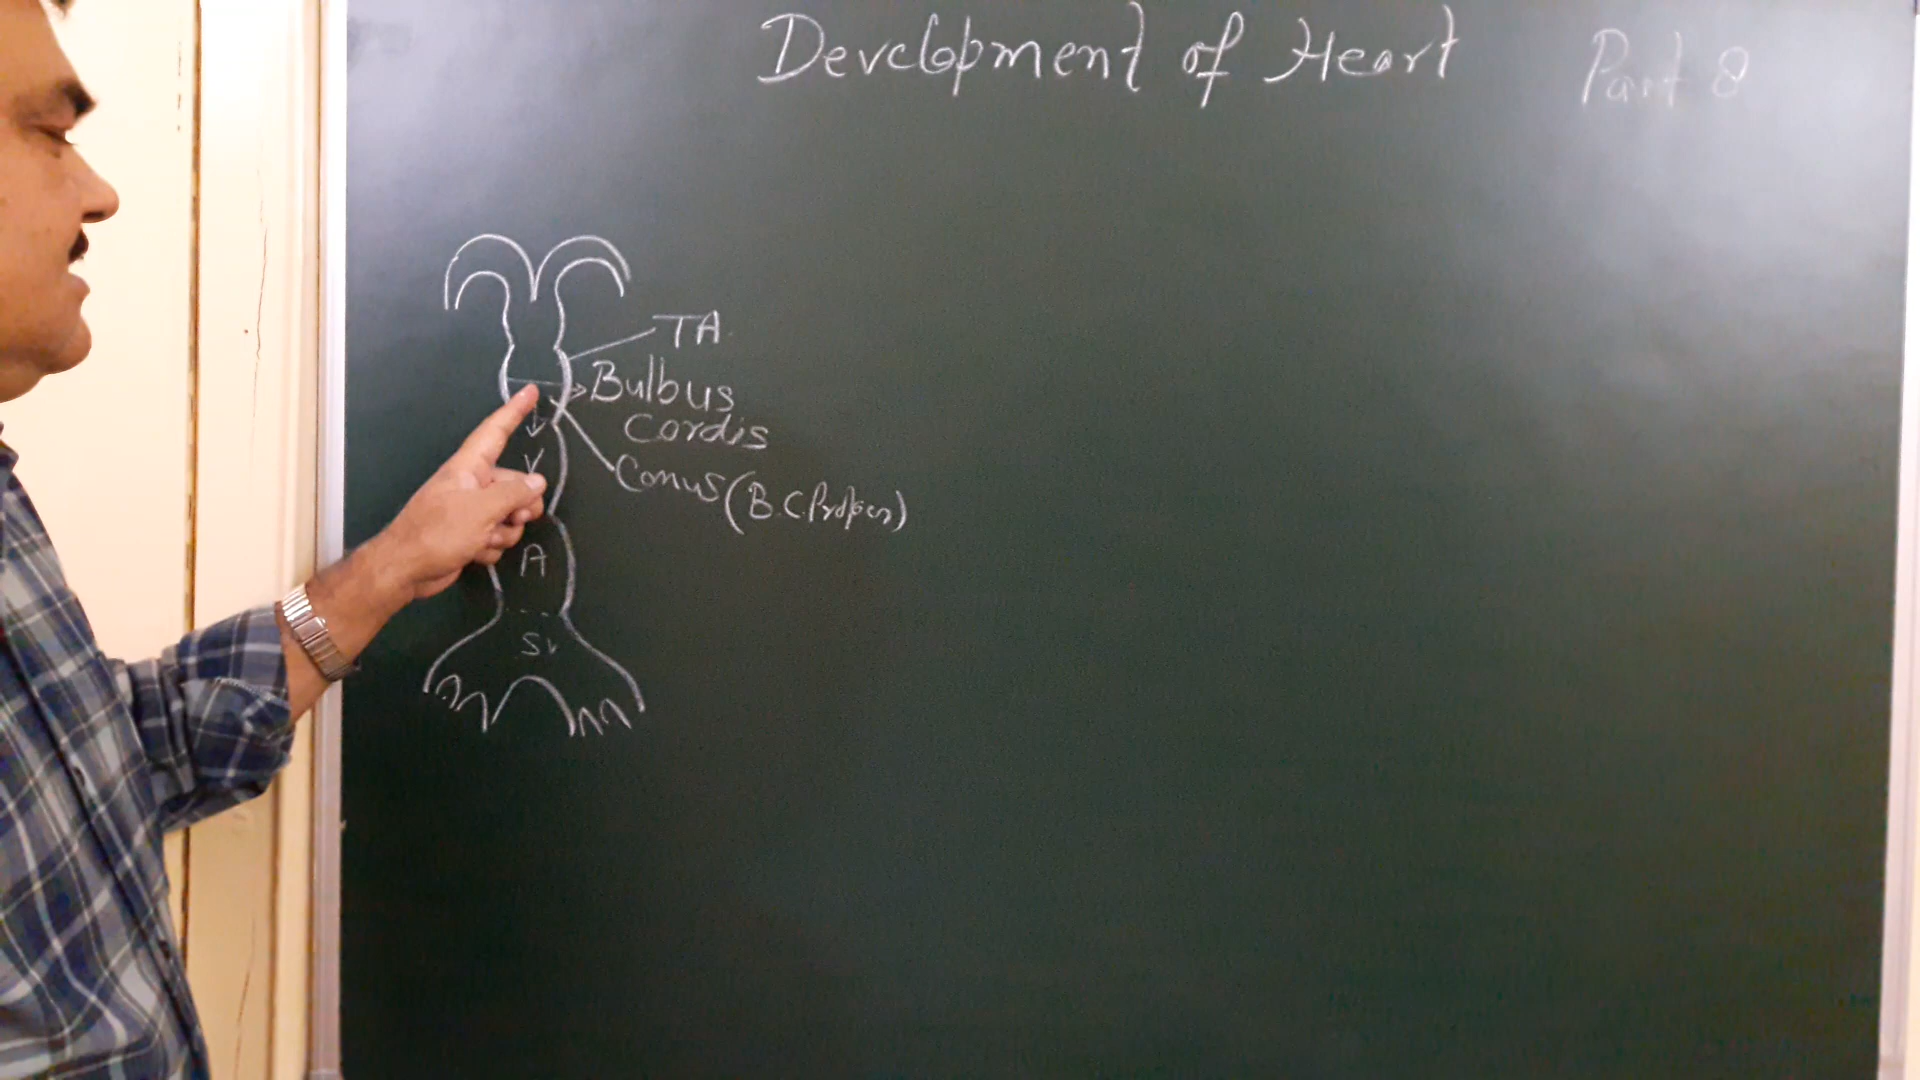 Development of Heart Part 8
TA
Bulbus
Cordis
Conus (B.C. Proper)
V
A
SV